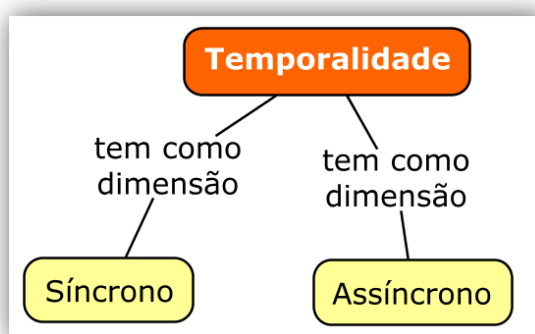 Temporalidade
tem como
dimensão
tem como
dimensão
Síncrono
Assíncrono